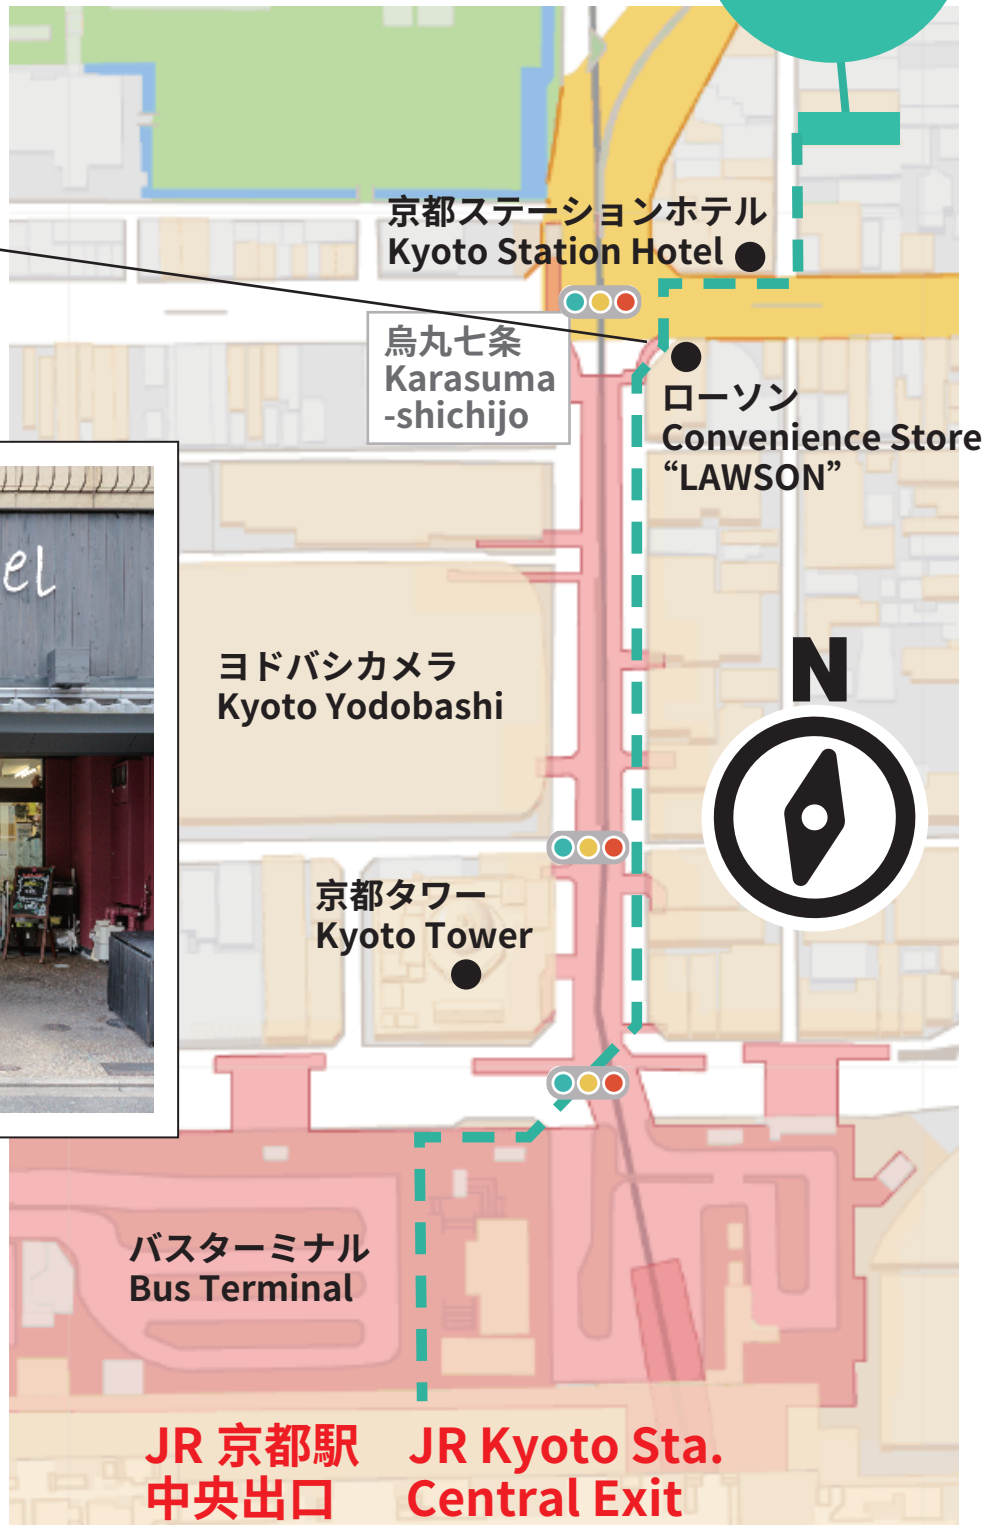 京都ステーションホテル
Kyoto Station Hotel
烏丸七条
Karasuma
-shichijo
ローソン
Convenience Store
“LAWSON”
el
ヨドバシカメラ
Kyoto Yodobashi
N
京都タワー
Kyoto Tower
バスターミナル
Bus Terminal
JR 京都駅
中央出口
JR Kyoto Sta.
Central Exit